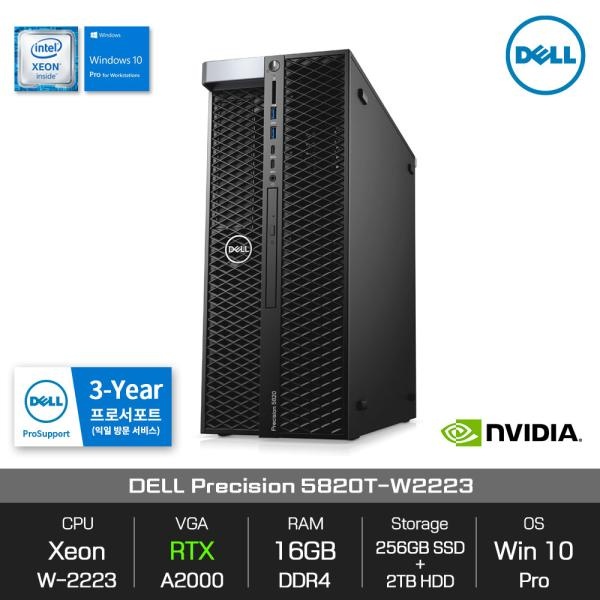 intel
XEON
inside
Windows
Windows 10
Pro for Workstations
DELL
DELL
Precision 5820
DELL
ProSupport
3-Year
프로서포트
(익일 방문 서비스)
NVIDIA.
DELL Precision 5820T-W2223
CPU
Xeon
W-2223
VGA
RTX
A2000
RAM
16GB
DDR4
Storage
256GB SSD
+
2TB HDD
OS
Win 10
Pro